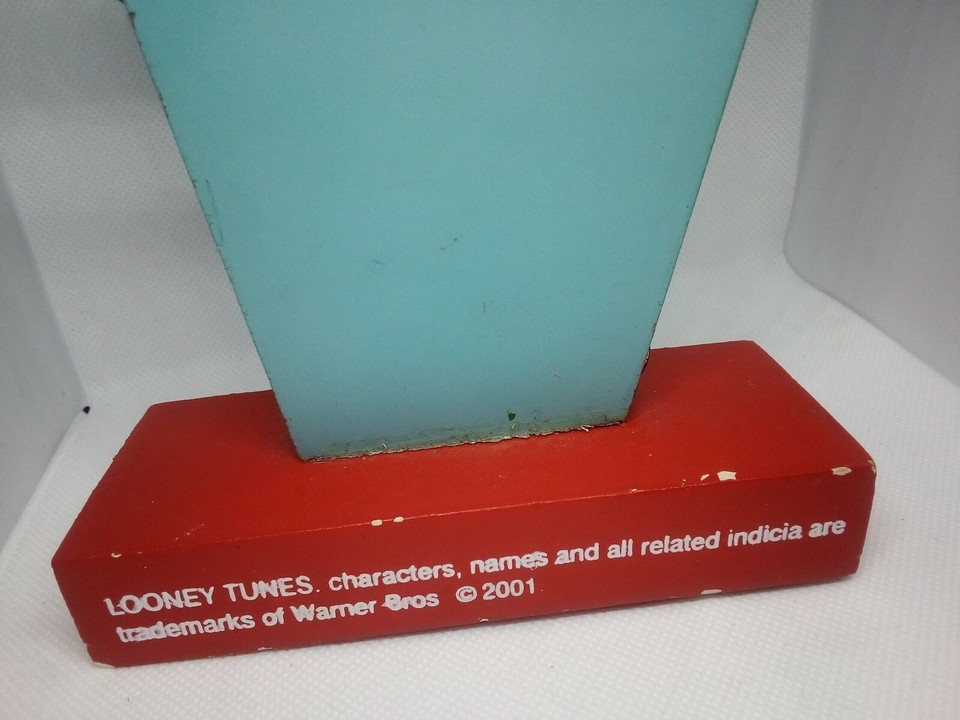 LOONEY TUNES. characters, names and all related indicia are
trademarks of Warner Bros © 2001